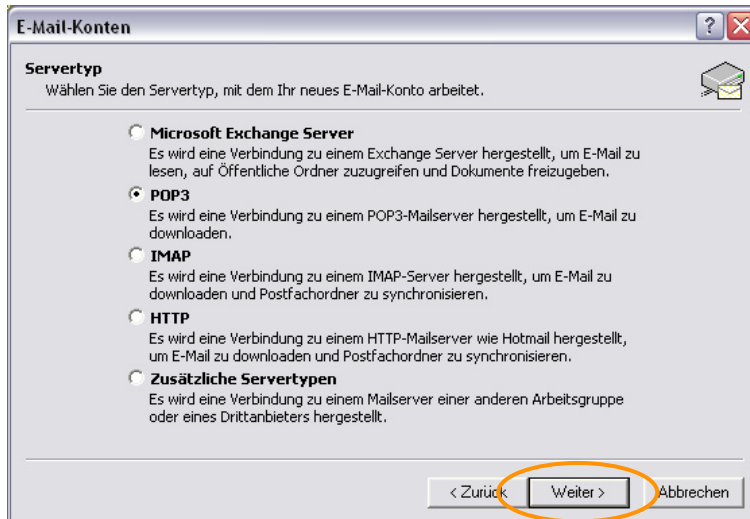 E-Mail-Konten
Servertyp
Wählen Sie den Servertyp, mit dem Ihr neues E-Mail-Konto arbeitet.
Microsoft Exchange Server
Es wird eine Verbindung zu einem Exchange Server hergestellt, um E-Mail zu
lesen, auf Öffentliche Ordner zuzugreifen und Dokumente freizugeben.
POP3
Es wird eine Verbindung zu einem POP3-Mailserver hergestellt, um E-Mail zu
downloaden.
IMAP
Es wird eine Verbindung zu einem IMAP-Server hergestellt, um E-Mail zu
downloaden und Postfachordner zu synchronisieren.
HTTP
Es wird eine Verbindung zu einem HTTP-Mailserver wie Hotmail hergestellt,
um E-Mail zu downloaden und Postfachordner zu synchronisieren.
Zusätzliche Servertypen
Es wird eine Verbindung zu einem Mailserver einer anderen Arbeitsgruppe
oder eines Drittanbieters hergestellt.
< Zurück Weiter > Abbrechen